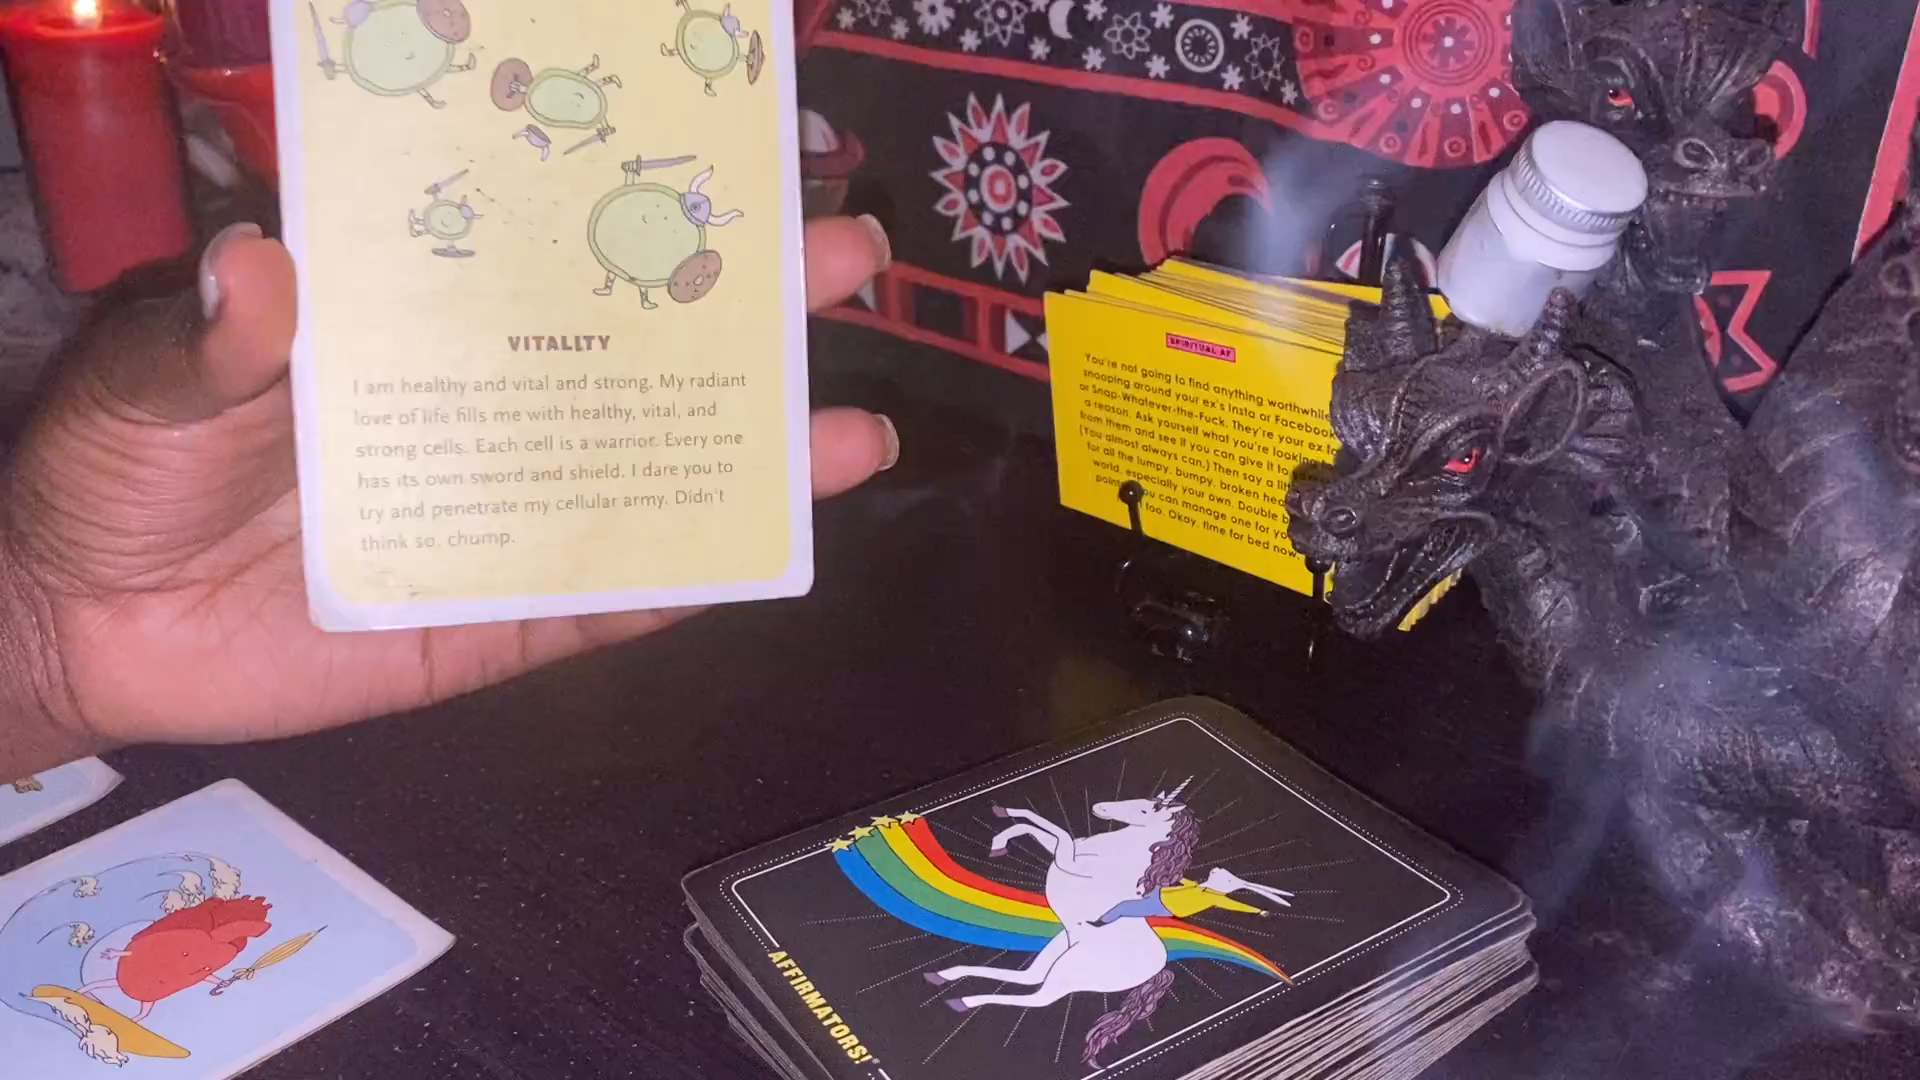 VITALITY
I am healthy and vital and strong. My radiant
love of life fills me with healthy, vital, and
strong cells. Each cell is a warrior. Every one
has its own sword and shield. I dare you to
try and penetrate my cellular army. Didn't
think so, chump.
SPIRITUAL AF
You're not going to find anything worthwhile
snooping around your ex's Insta or Facebook
or Snap-Whatever-the-Fuck. They're your ex
a reason. Ask yourself what you're looking
from them and see if you can give it to
(You almost always can.) Then say a
for all the lumpy, bumpy, broken
world, especially your own. Double
can manage one for
too. Okay, time for bed now.
AFFIRMATORS!